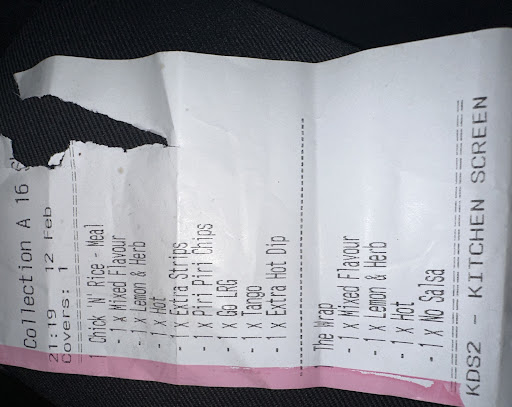 Collection A 16
21:19 12 Feb
Covers: 1
====================
1 Chick 'N' Rice - Meal
- 1 x Mixed Flavour
- 1 x Lemon & Herb
- 1 x Hot
- 1 x Extra Strips
- 1 x Piri Piri Chips
- 1 x Go LRG
- 1 x Tango
- 1 x Extra Hot Dip
--------------------
1 The Wrap
- 1 x Mixed Flavour
- 1 x Lemon & Herb
- 1 x Hot
- 1 x No Salsa
====================
KDS2 - KITCHEN SCREEN